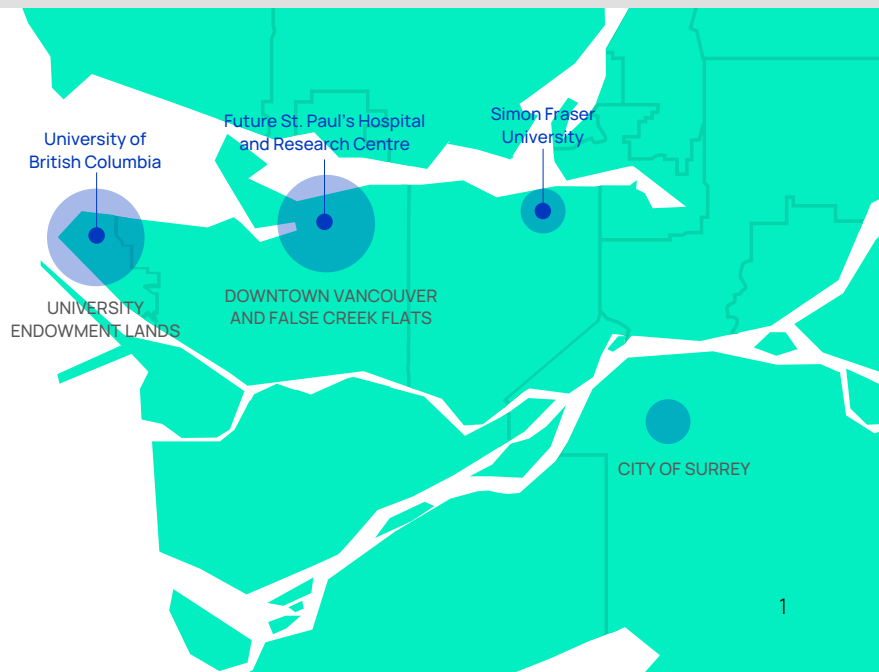 University of
British Columbia
Future St. Paul's Hospital
and Research Centre
Simon Fraser
University
UNIVERSITY
ENDOWMENT LANDS
DOWNTOWN VANCOUVER
AND FALSE CREEK FLATS
CITY OF SURREY
1